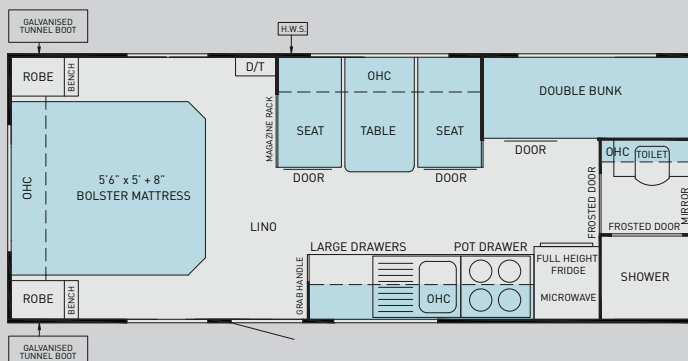 GALVANISED
TUNNEL BOOT
H.W.S.
ROBE
BENCH
D/T
MAGAZINE RACK
OHC
SEAT
TABLE
SEAT
DOOR
DOOR
DOUBLE BUNK
DOOR
OHC
TOILET
FROSTED DOOR
MIRROR
FROSTED DOOR
SHOWER
OHC
5'6" x 5' + 8"
BOLSTER MATTRESS
LINO
LARGE DRAWERS
POT DRAWER
FULL HEIGHT
FRIDGE
MICROWAVE
GRAB HANDLE
OHC
ROBE
BENCH
GALVANISED
TUNNEL BOOT